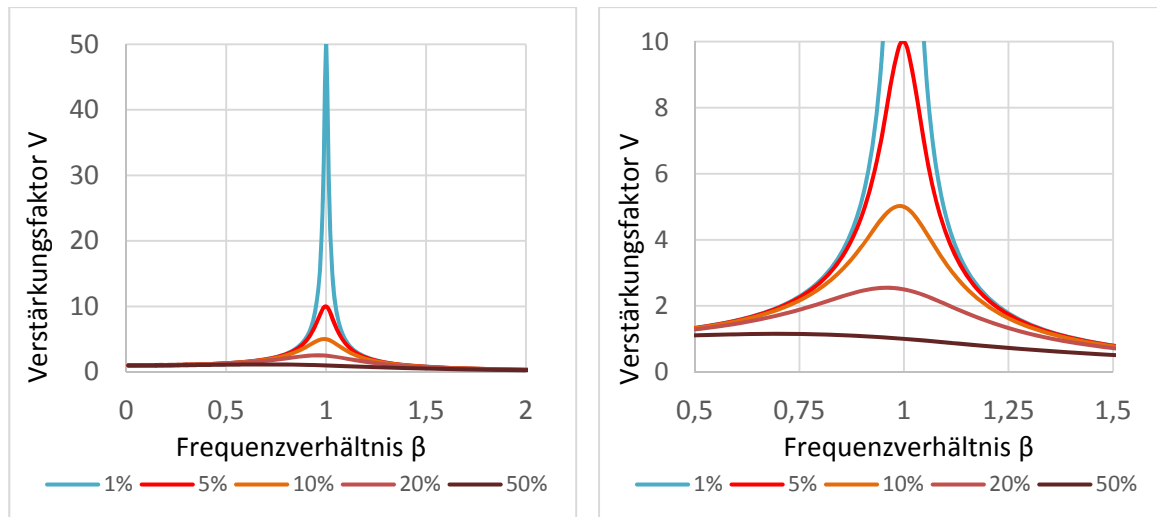 Verstärkungsfaktor V
50
40
30
20
10
0
0 0,5 1 1,5 2
Frequenzverhältnis β
1% 5% 10% 20% 50%
Verstärkungsfaktor V
10
8
6
4
2
0
0,5 0,75 1 1,25 1,5
Frequenzverhältnis β
1% 5% 10% 20% 50%